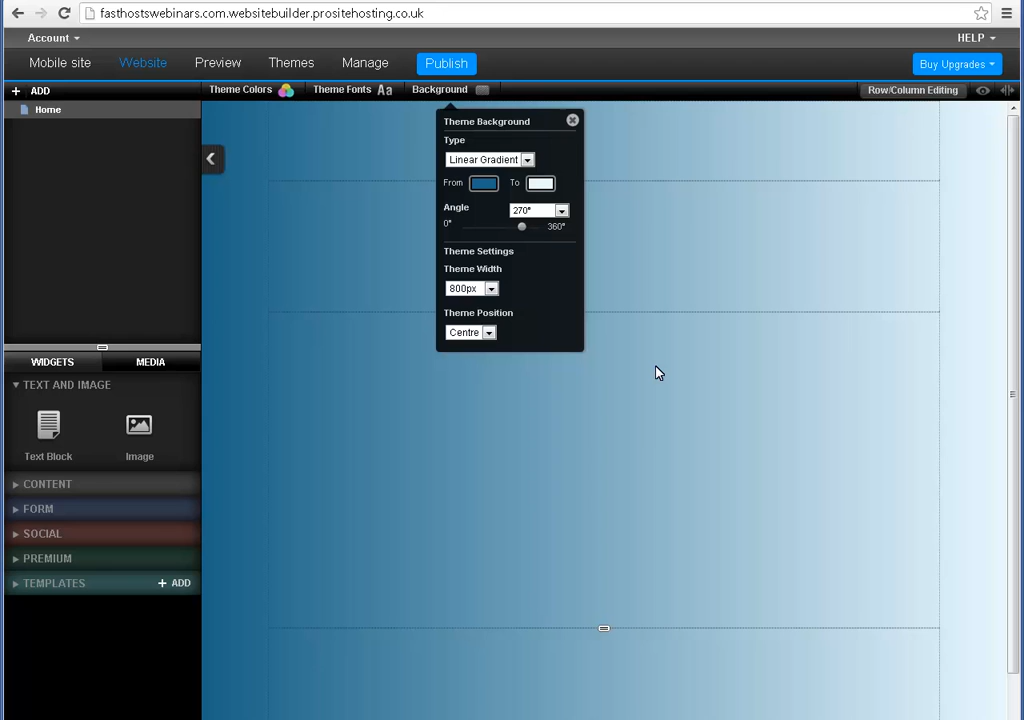 fasthostswebinars.com.websitebuilder.prositehosting.co.uk
Account HELP
Mobile site Website Preview Themes Manage Publish Buy Upgrades
+ ADD Theme Colors Theme Fonts Aa Background Row/Column Editing
Home
Theme Background
Type
Linear Gradient
From To
Angle 270°
0° 360°
Theme Settings
Theme Width
800px
Theme Position
Centre
WIDGETS MEDIA
TEXT AND IMAGE
Text Block Image
CONTENT
FORM
SOCIAL
PREMIUM
TEMPLATES + ADD